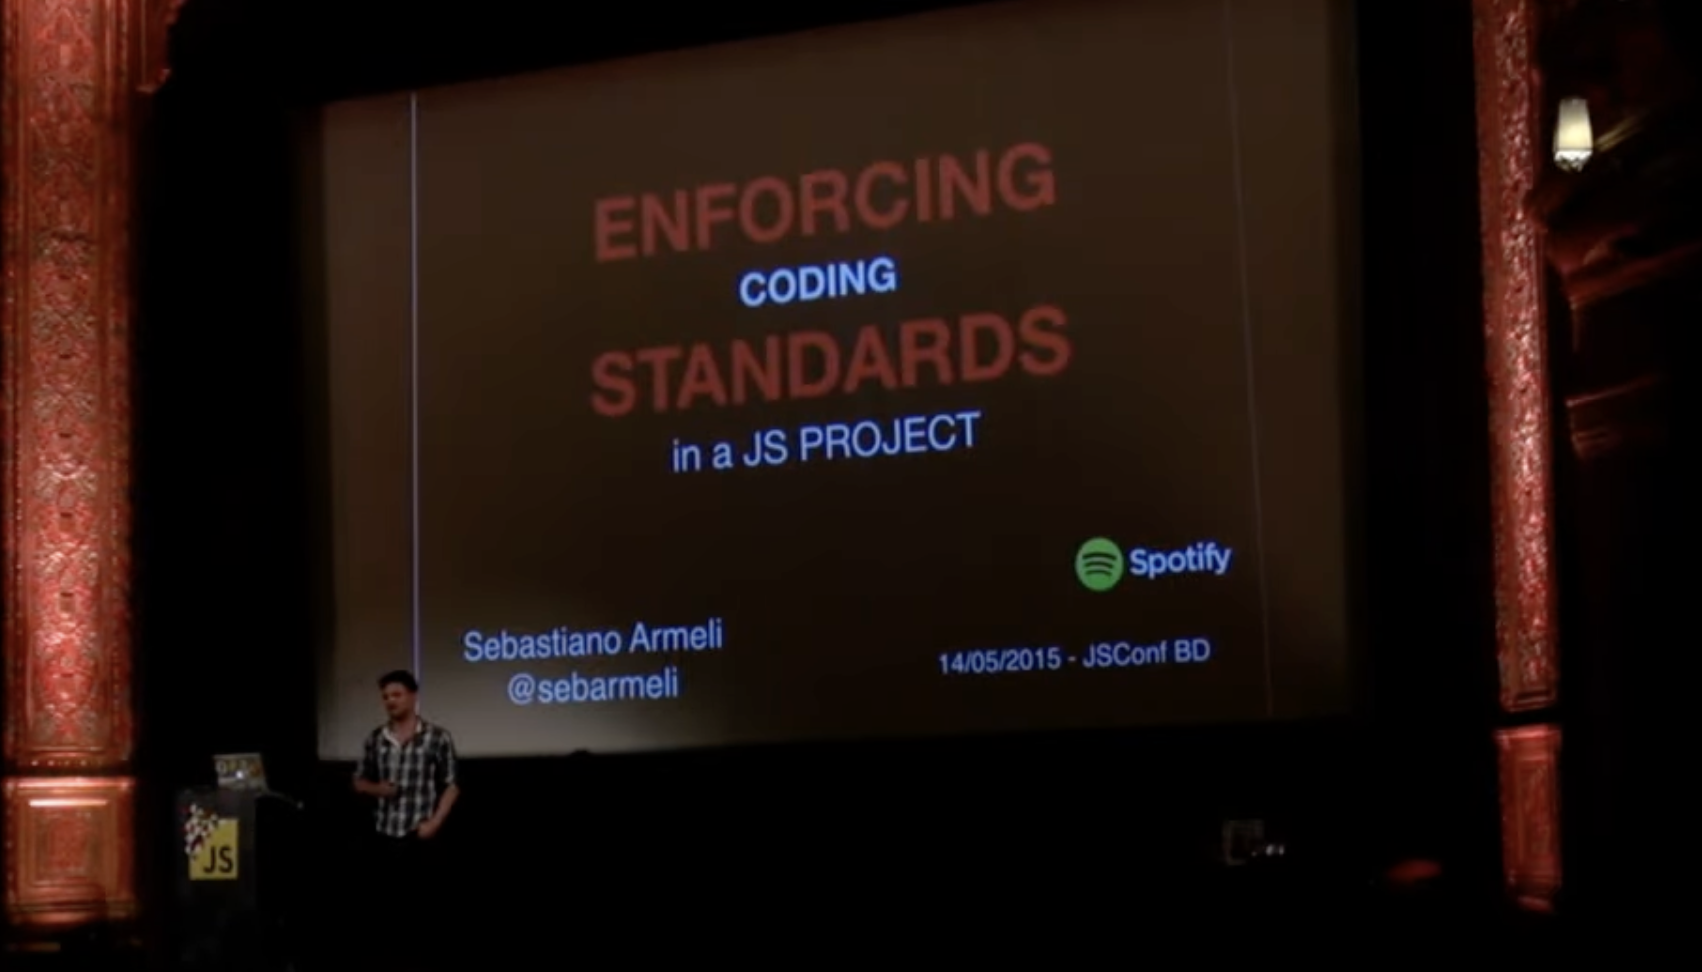 ENFORCING
CODING
STANDARDS
in a JS PROJECT
Spotify
Sebastiano Armeli
@sebarmeli
14/05/2015 - JSConf BD
JS